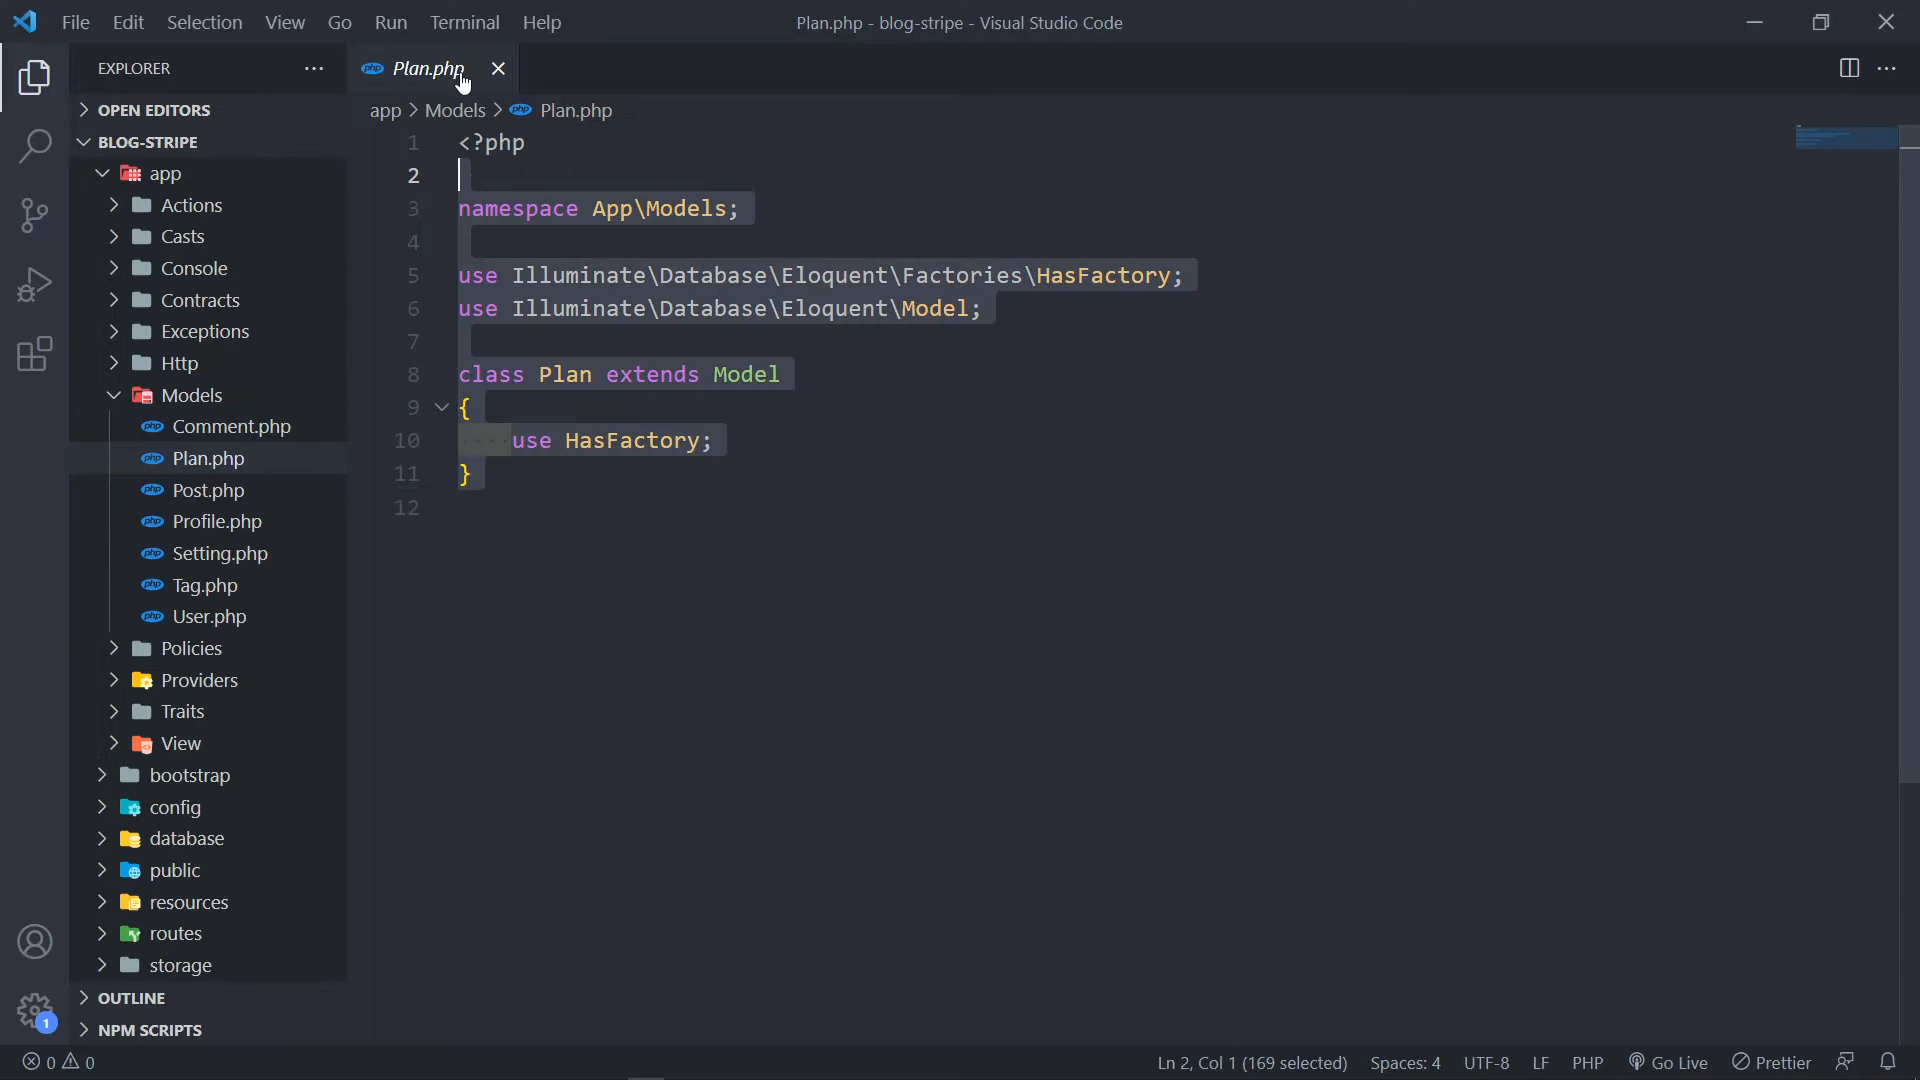 File Edit Selection View Go Run Terminal Help
Plan.php - blog-stripe - Visual Studio Code
EXPLORER
OPEN EDITORS
BLOG-STRIPE
app
Actions
Casts
Console
Contracts
Exceptions
Http
Models
Comment.php
Plan.php
Post.php
Profile.php
Setting.php
Tag.php
User.php
Policies
Providers
Traits
View
bootstrap
config
database
public
resources
routes
storage
OUTLINE
NPM SCRIPTS
1
php Plan.php
app > Models > php Plan.php
1 <?php
2
3 namespace App\Models;
4
5 use Illuminate\Database\Eloquent\Factories\HasFactory;
6 use Illuminate\Database\Eloquent\Model;
7
8 class Plan extends Model
9 {
10 ····use HasFactory;
11 }
12
0 0
Ln 2, Col 1 (169 selected) Spaces: 4 UTF-8 LF PHP Go Live Prettier